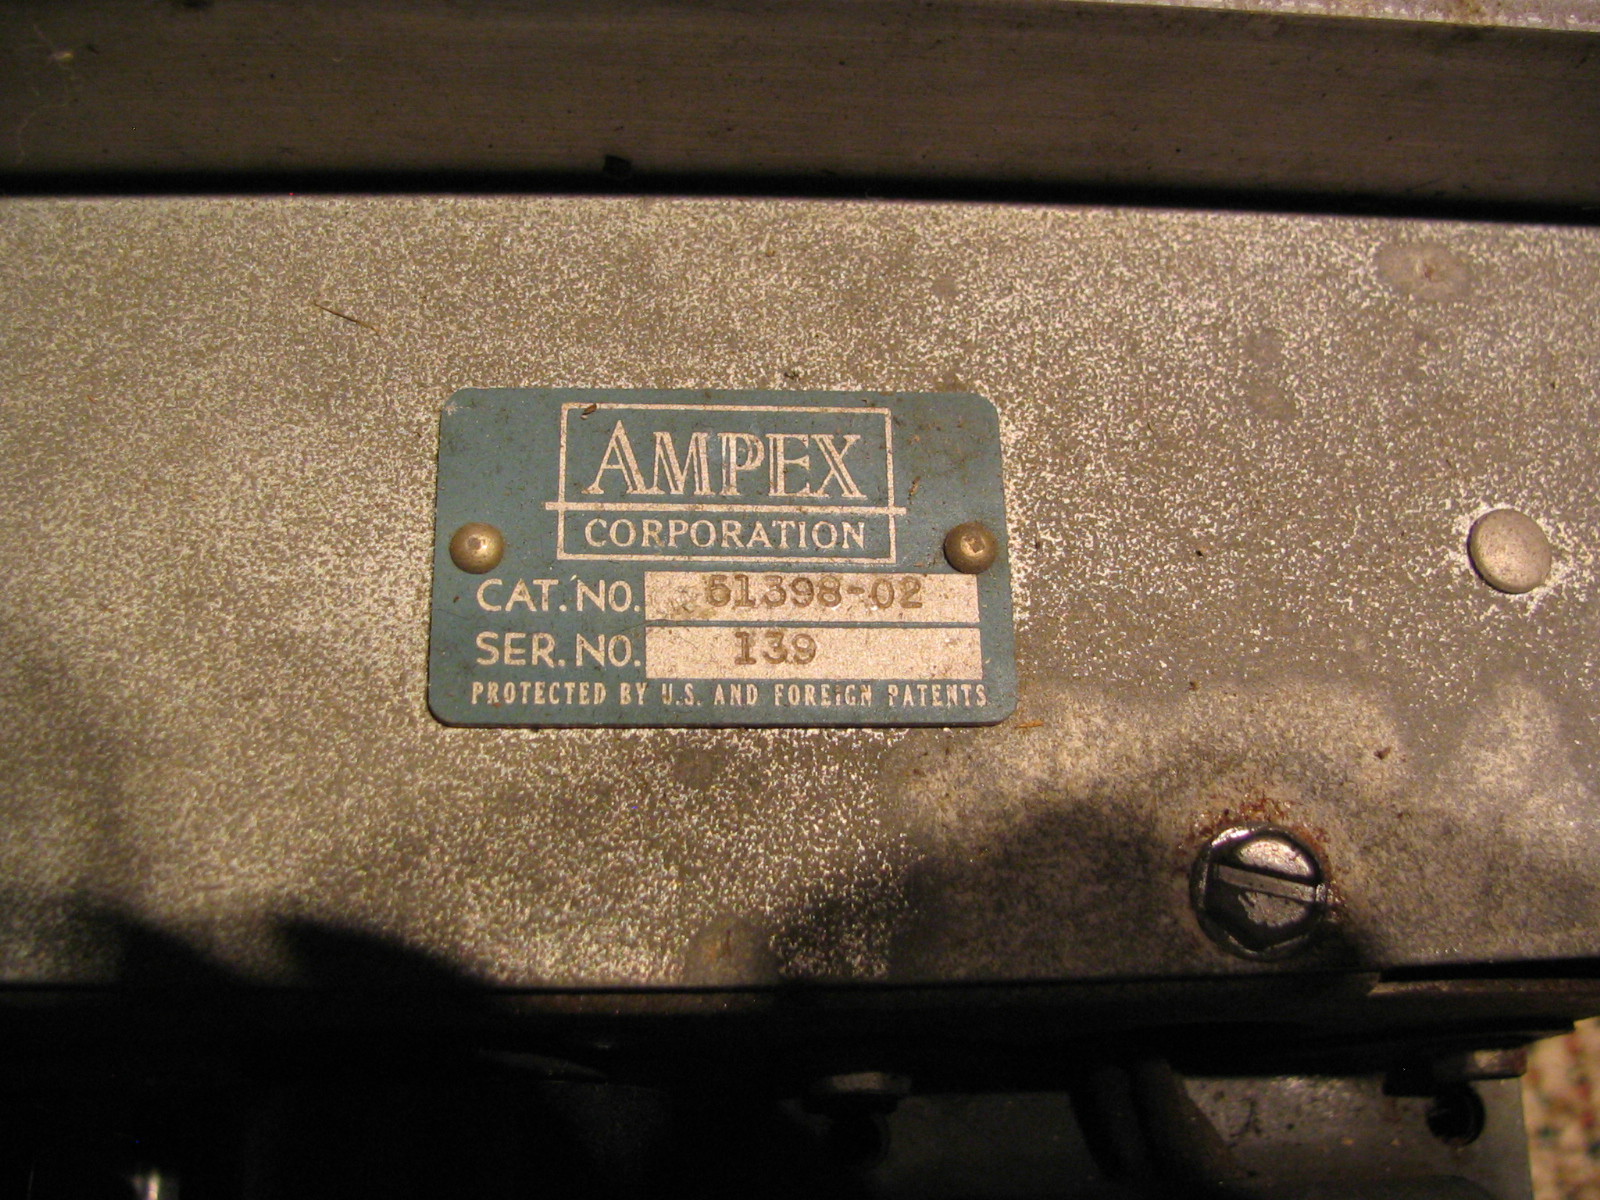 AMPEX
CORPORATION
CAT. NO. 51398-02
SER. NO. 139
PROTECTED BY U.S. AND FOREIGN PATENTS